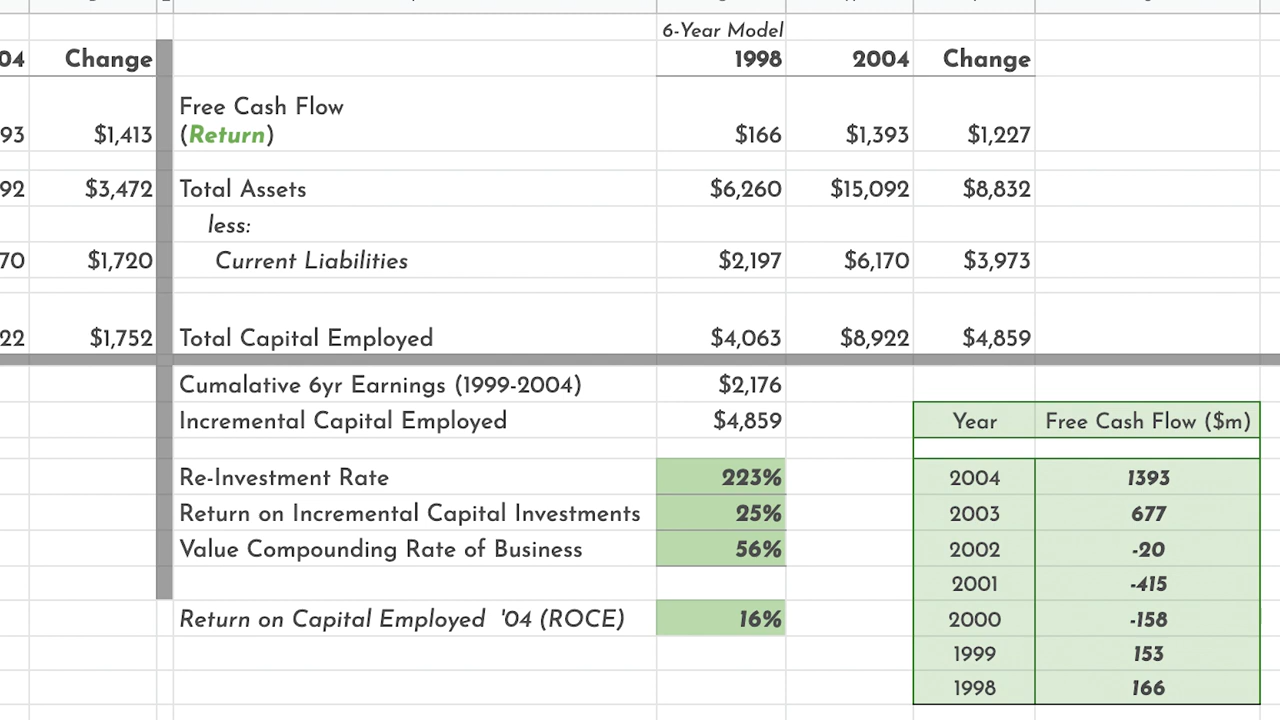 6-Year Model
04 Change 1998 2004 Change
Free Cash Flow
93 $1,413 (Return) $166 $1,393 $1,227
92 $3,472 Total Assets $6,260 $15,092 $8,832
less:
70 $1,720 Current Liabilities $2,197 $6,170 $3,973
22 $1,752 Total Capital Employed $4,063 $8,922 $4,859
Cumalative 6yr Earnings (1999-2004) $2,176
Incremental Capital Employed $4,859 Year Free Cash Flow ($m)
Re-Investment Rate 223% 2004 1393
Return on Incremental Capital Investments 25% 2003 677
Value Compounding Rate of Business 56% 2002 -20
2001 -415
Return on Capital Employed '04 (ROCE) 16% 2000 -158
1999 153
1998 166